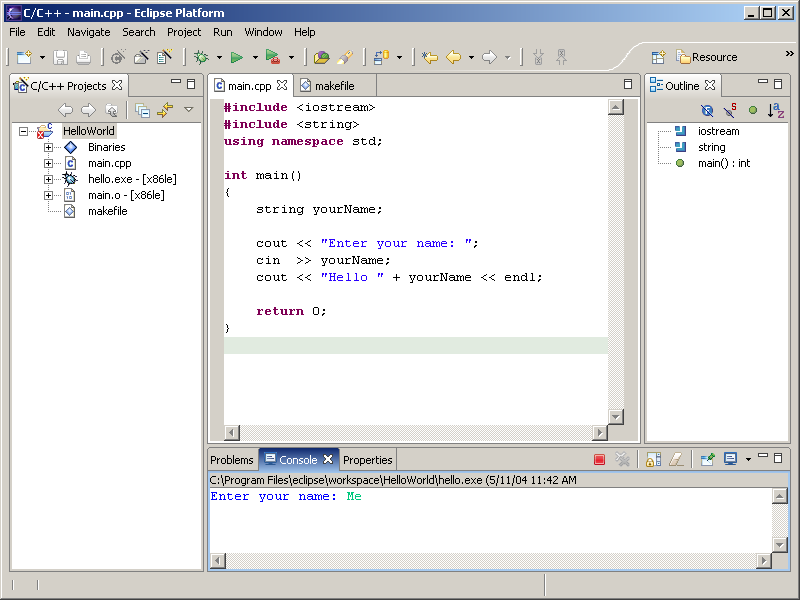 C/C++ - main.cpp - Eclipse Platform
File Edit Navigate Search Project Run Window Help
Resource »
C/C++ Projects
HelloWorld
Binaries
main.cpp
hello.exe - [x86le]
main.o - [x86le]
makefile
main.cpp makefile
#include <iostream>
#include <string>
using namespace std;
int main()
{
string yourName;
cout << "Enter your name: ";
cin >> yourName;
cout << "Hello " + yourName << endl;
return 0;
}
Outline
iostream
string
main() : int
Problems Console Properties
C:\Program Files\eclipse\workspace\HelloWorld\hello.exe (5/11/04 11:42 AM
Enter your name: Me